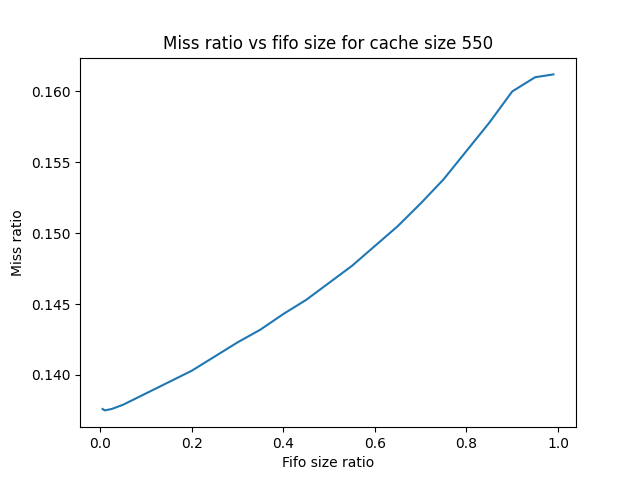 Miss ratio vs fifo size for cache size 550
Miss ratio
0.160
0.155
0.150
0.145
0.140
0.0 0.2 0.4 0.6 0.8 1.0
Fifo size ratio